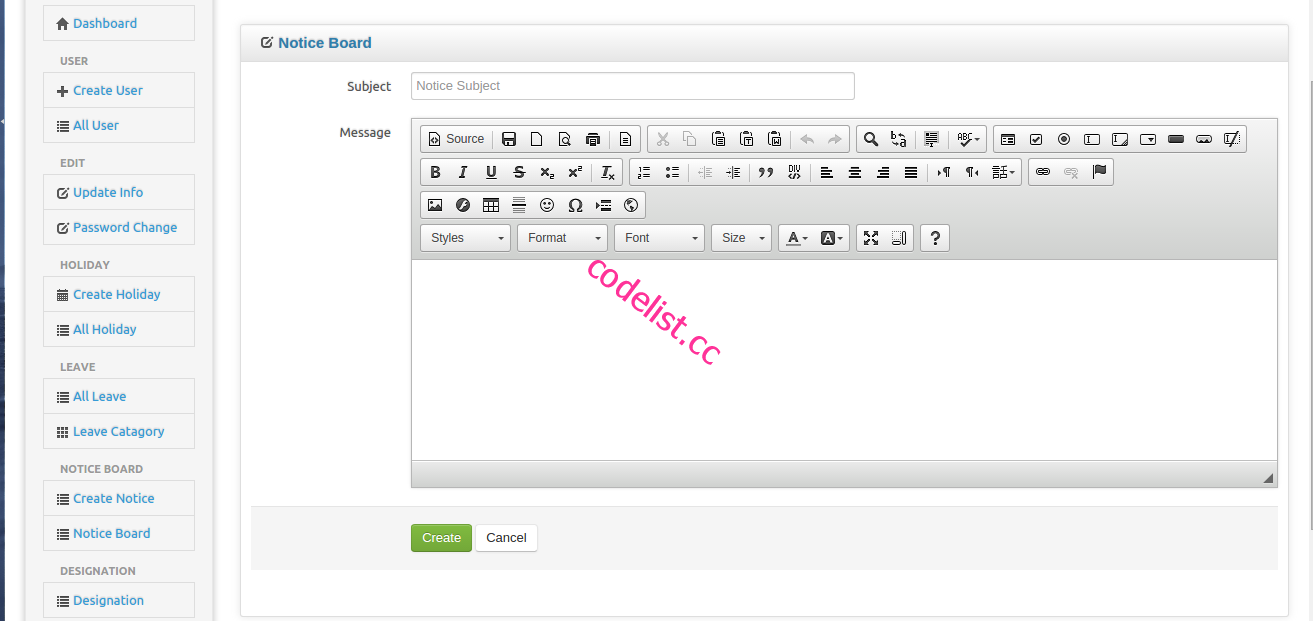 Dashboard
USER
Create User
All User
EDIT
Update Info
Password Change
HOLIDAY
Create Holiday
All Holiday
LEAVE
All Leave
Leave Catagory
NOTICE BOARD
Create Notice
Notice Board
DESIGNATION
Designation
Notice Board
Subject
Notice Subject
Message
Source
Styles Format Font Size
codelist.cc
Create Cancel